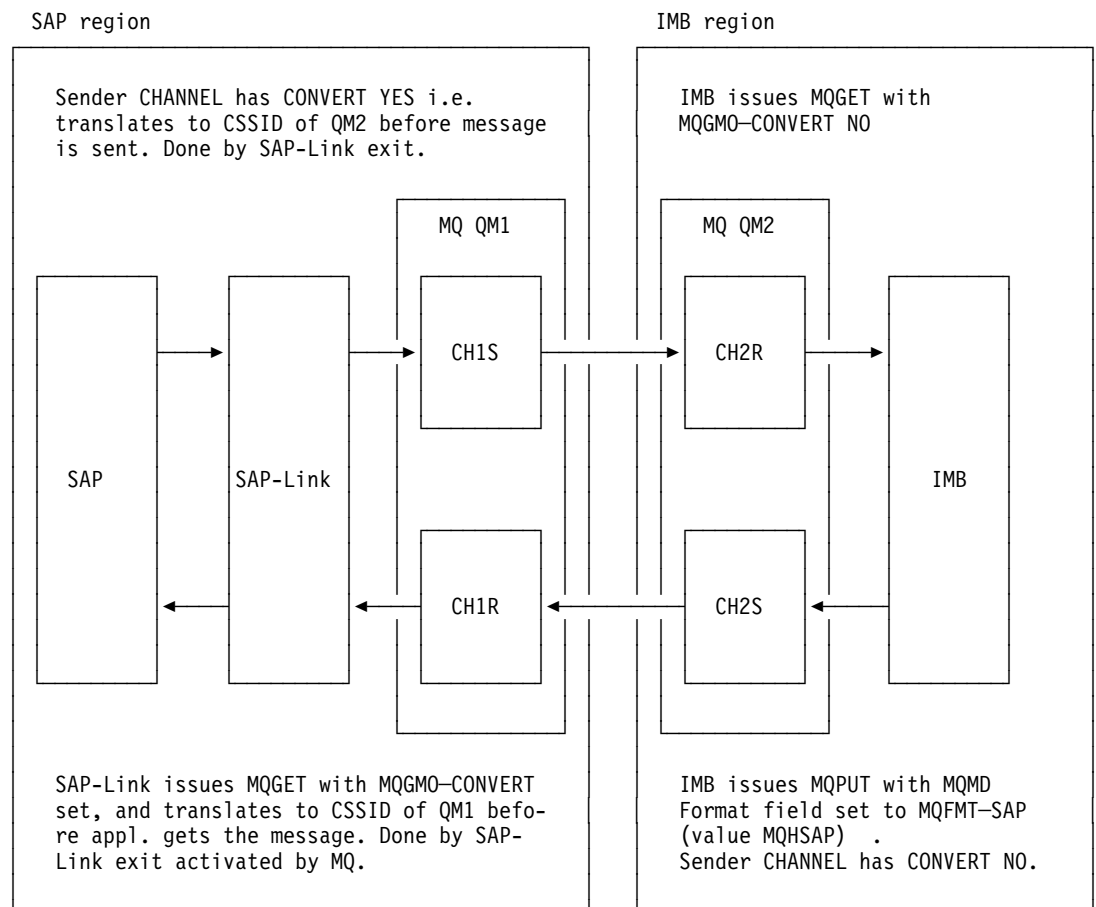 SAP region
IMB region
Sender CHANNEL has CONVERT YES i.e.
translates to CSSID of QM2 before message
is sent. Done by SAP-Link exit.
IMB issues MQGET with
MQGMO—CONVERT NO
MQ QM1
MQ QM2
CH1S
CH2R
SAP
SAP-Link
IMB
CH1R
CH2S
SAP-Link issues MQGET with MQGMO—CONVERT
set, and translates to CSSID of QM1 befo-
re appl. gets the message. Done by SAP-
Link exit activated by MQ.
IMB issues MQPUT with MQMD
Format field set to MQFMT—SAP
(value MQHSAP)  .
Sender CHANNEL has CONVERT NO.